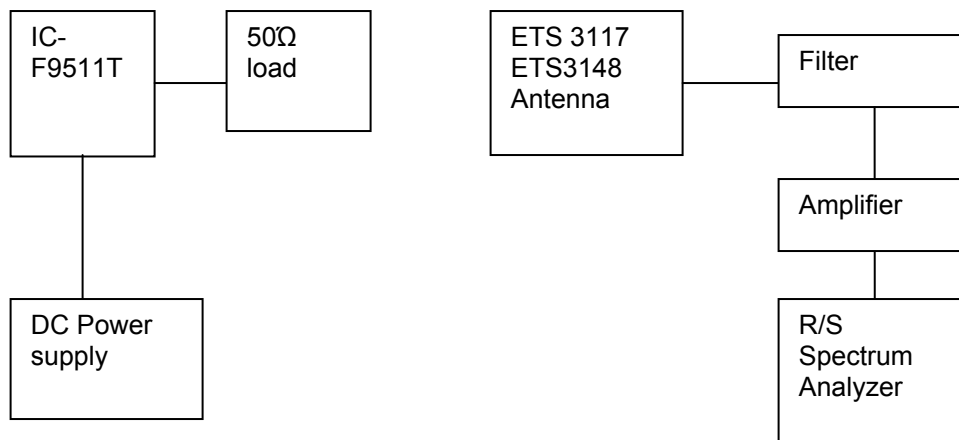 IC-
F9511T
50Ω
load
ETS 3117
ETS3148
Antenna
Filter
Amplifier
DC Power
supply
R/S
Spectrum
Analyzer